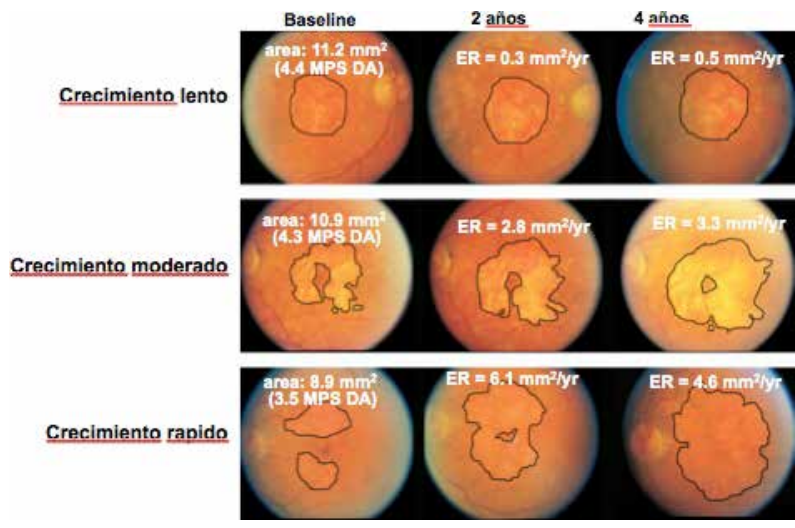 Baseline
2 años
4 años
Crecimiento lento
area: 11.2 mm²
(4.4 MPS DA)
ER = 0.3 mm²/yr
ER = 0.5 mm²/yr
Crecimiento moderado
area: 10.9 mm²
(4.3 MPS DA)
ER = 2.8 mm²/yr
3.3 mm²/yr
Crecimiento rapido
area: 8.9 mm²
(3.5 MPS DA)
ER = 6.1 mm²/yr
ER = 4.6 mm²/yr